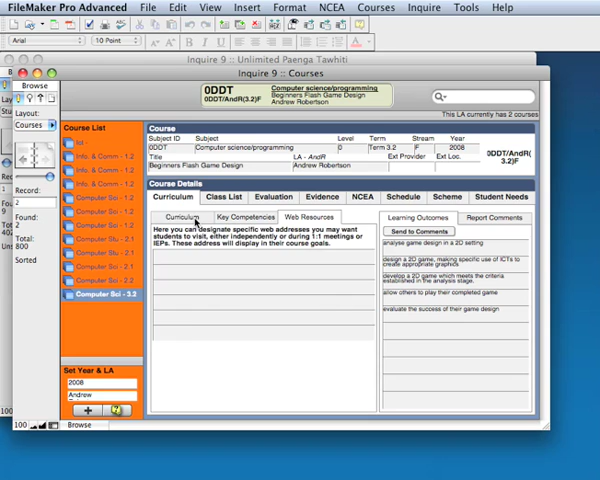 FileMaker Pro Advanced File Edit View Insert Format NCEA Courses Inquire Tools Help
Arial 10 Point
Inquire 9 :: Unlimited Paenga Tawhiti
Inquire 9 :: Courses
Browse
Layout:
Courses
Record:
2
Found:
2
Total:
800
Sorted
0DDT
0DDT/AndR(3.2)F
Computer science/programming
Beginners Flash Game Design
Andrew Robertson
This LA currently has 2 courses
Course List
Ict -
Info. & Comm - 1.2
Info. & Comm - 1.2
Info. & Comm - 1.2
Computer Sci - 1.2
Computer Sci - 1.2
Computer Sci - 1.2
Computer Stu - 2.1
Computer Sci - 2.1
Computer Stu - 2.1
Computer Sci - 2.1
Computer Sci - 3.2
Set Year & LA
2008
Andrew
Course
Subject ID Subject Level Term Stream Year
0DDT Computer science/programming 0 Term 3.2 F 2008
Title LA - AndR Ext Provider Ext Loc.
Beginners Flash Game Design Andrew Robertson
0DDT/AndR(3.2)F
Course Details
Curriculum Class List Evaluation Evidence NCEA Schedule Scheme Student Needs
Curriculum Key Competencies Web Resources
Here you can designate specific web addresses you may want
students to visit, either independently or during 1:1 meetings or
IEPs. These address will display in their course goals.
Learning Outcomes Report Comments
Send to Comments
analyse game design in a 2D setting
design a 2D game, making specific use of ICTs to
create appropriate graphics
develop a 2D game which meets the criteria
established in the analysis stage.
allow others to play their completed game
evaluate the success of their game design
100 Browse